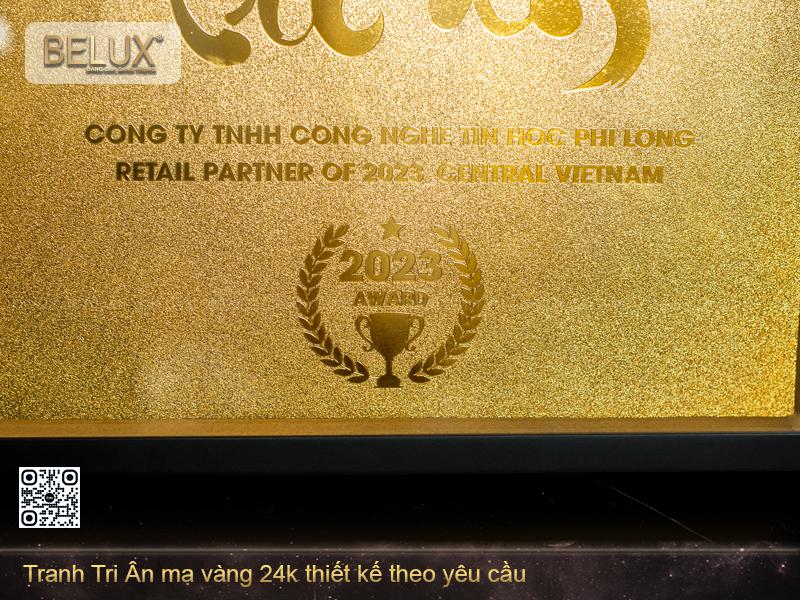 BELUX
CONG TY TNHH CONG NGHE TIN HOC PHI LONG
RETAIL PARTNER OF 2023, CENTRAL VIETNAM
2023
AWARD
Tranh Tri Ân mạ vàng 24k thiết kế theo yêu cầu